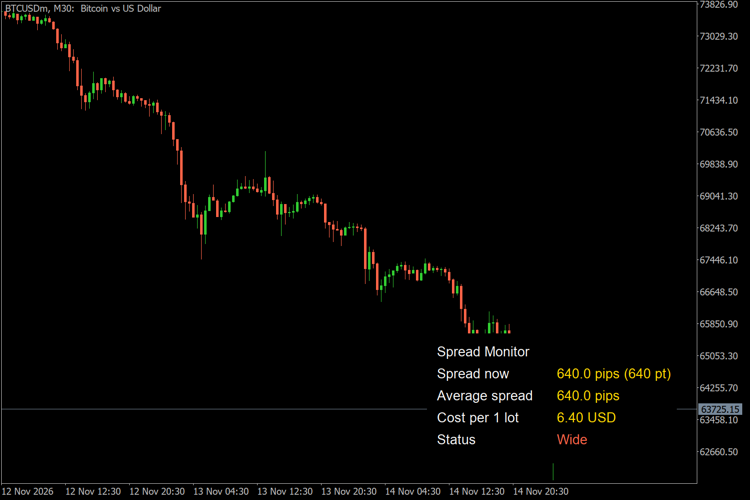 BTCUSDm, M30: Bitcoin vs US Dollar
73826.90
73029.30
72231.70
71434.10
70636.50
69838.90
69041.30
68243.70
67446.10
66648.50
65850.90
65053.30
64255.70
63725.15
63458.10
62660.50
Spread Monitor
Spread now 640.0 pips (640 pt)
Average spread 640.0 pips
Cost per 1 lot 6.40 USD
Status Wide
12 Nov 2026 12 Nov 12:30 12 Nov 20:30 13 Nov 04:30 13 Nov 12:30 13 Nov 20:30 14 Nov 04:30 14 Nov 12:30 14 Nov 20:30